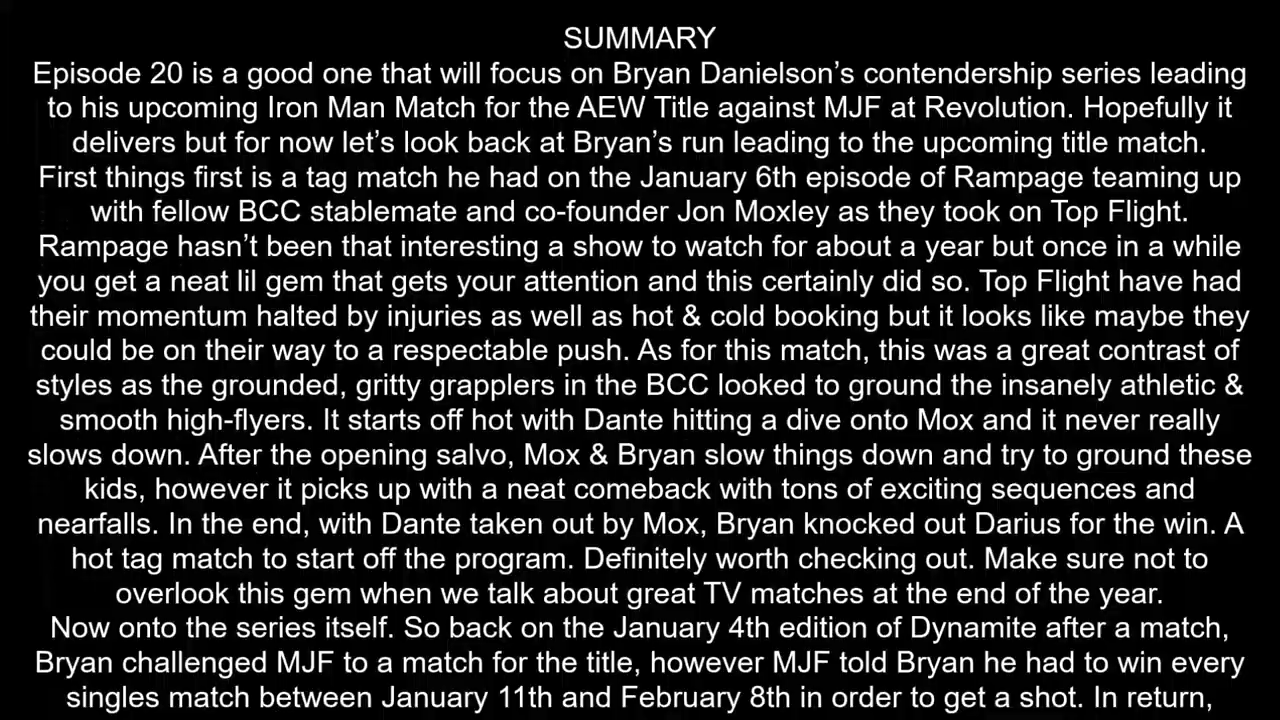 SUMMARY
Episode 20 is a good one that will focus on Bryan Danielson’s contendership series leading
to his upcoming Iron Man Match for the AEW Title against MJF at Revolution. Hopefully it
delivers but for now let’s look back at Bryan’s run leading to the upcoming title match.
First things first is a tag match he had on the January 6th episode of Rampage teaming up
with fellow BCC stablemate and co-founder Jon Moxley as they took on Top Flight.
Rampage hasn’t been that interesting a show to watch for about a year but once in a while
you get a neat lil gem that gets your attention and this certainly did so. Top Flight have had
their momentum halted by injuries as well as hot & cold booking but it looks like maybe they
could be on their way to a respectable push. As for this match, this was a great contrast of
styles as the grounded, gritty grapplers in the BCC looked to ground the insanely athletic &
smooth high-flyers. It starts off hot with Dante hitting a dive onto Mox and it never really
slows down. After the opening salvo, Mox & Bryan slow things down and try to ground these
kids, however it picks up with a neat comeback with tons of exciting sequences and
nearfalls. In the end, with Dante taken out by Mox, Bryan knocked out Darius for the win. A
hot tag match to start off the program. Definitely worth checking out. Make sure not to
overlook this gem when we talk about great TV matches at the end of the year.
Now onto the series itself. So back on the January 4th edition of Dynamite after a match,
Bryan challenged MJF to a match for the title, however MJF told Bryan he had to win every
singles match between January 11th and February 8th in order to get a shot. In return,